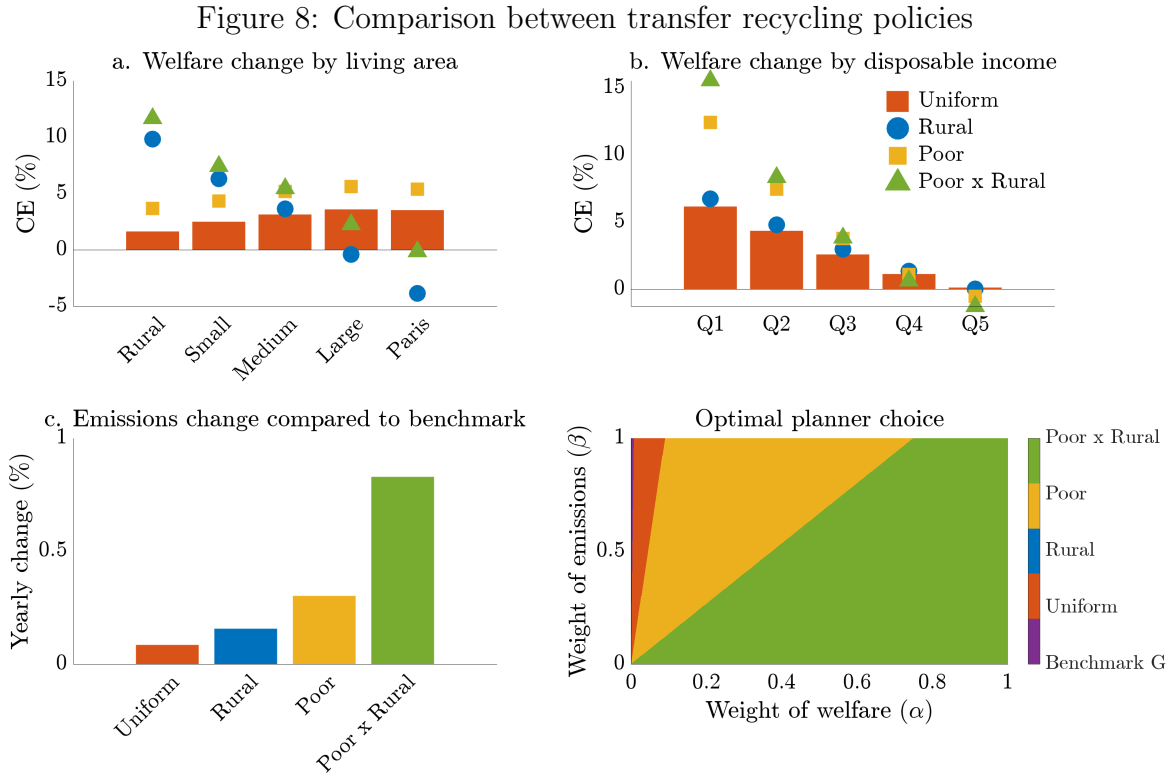 Figure 8: Comparison between transfer recycling policies
a. Welfare change by living area
CE (%)
15
10
5
0
-5
Rural
Small
Medium
Large
Paris
b. Welfare change by disposable income
CE (%)
15
10
5
0
Q1
Q2
Q3
Q4
Q5
Uniform
Rural
Poor
Poor x Rural
c. Emissions change compared to benchmark
Yearly change (%)
1
0.5
0
Uniform
Rural
Poor
Poor x Rural
Optimal planner choice
Weight of emissions (β)
1
0.5
0
0
0.2
0.4
0.6
0.8
1
Weight of welfare (α)
Poor x Rural
Poor
Rural
Uniform
Benchmark G